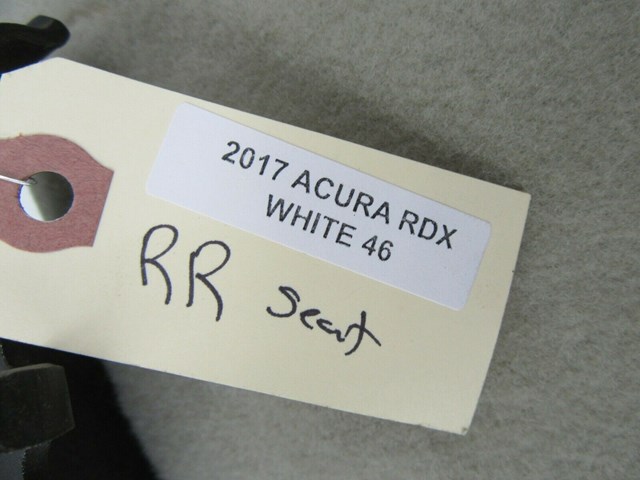 2017 ACURA RDX
WHITE 46
RR Seat